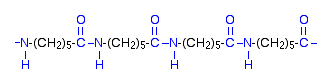 O O O O
–N–(CH₂)₅–C–N–(CH₂)₅–C–N–(CH₂)₅–C–N–(CH₂)₅–C–
H H H H